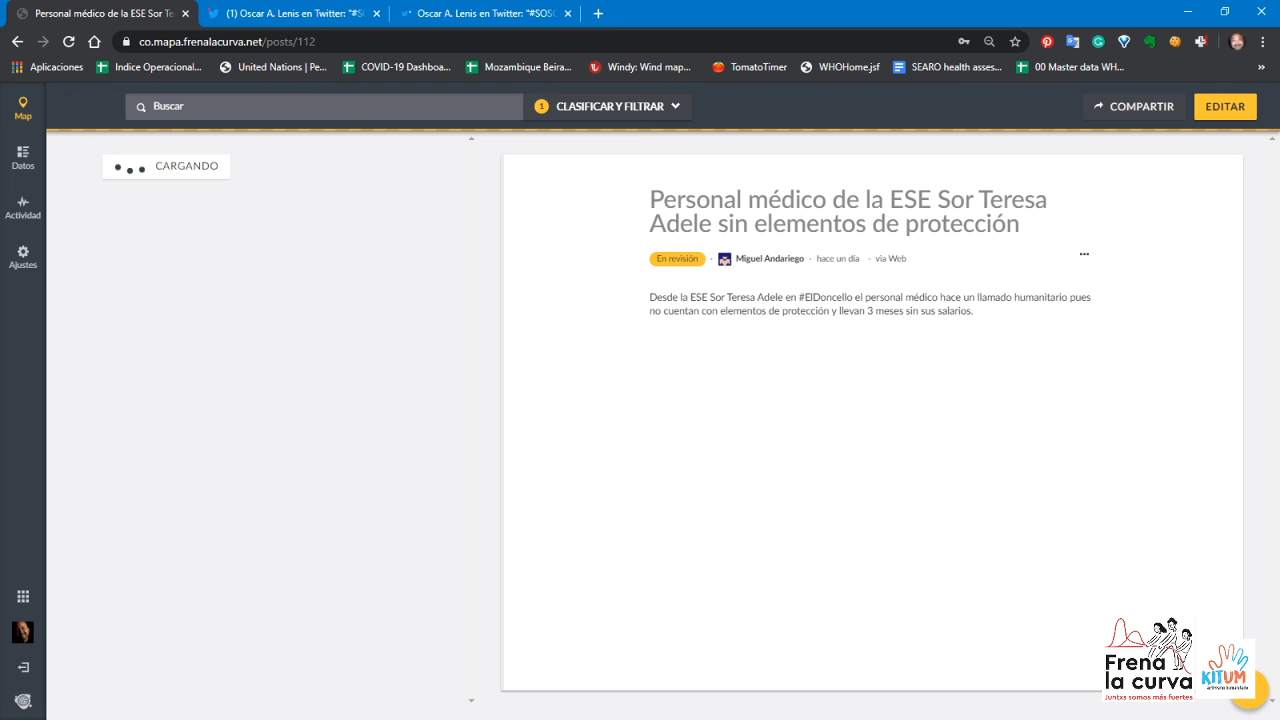 Personal médico de la ESE Sor Te
(1) Oscar A. Lenis en Twitter: "#SO
Oscar A. Lenis en Twitter: "#SOSC
co.mapa.frenalacurva.net/posts/112
Aplicaciones
Indice Operacional...
United Nations | Pe...
COVID-19 Dashboa...
Mozambique Beira...
Windy: Wind map...
TomatoTimer
WHOHome.jsf
SEARO health asses...
00 Master data WH...
»
Map
Buscar
1 CLASIFICAR Y FILTRAR
COMPARTIR
EDITAR
Datos
Actividad
Ajustes
CARGANDO
Personal médico de la ESE Sor Teresa
Adele sin elementos de protección
En revisión · Miguel Andariego · hace un día · via Web
Desde la ESE Sor Teresa Adele en #ElDoncello el personal médico hace un llamado humanitario pues
no cuentan con elementos de protección y llevan 3 meses sin sus salarios.
Frena
la curva
Juntxs somos más fuertes
KITUM
activismo humanitario